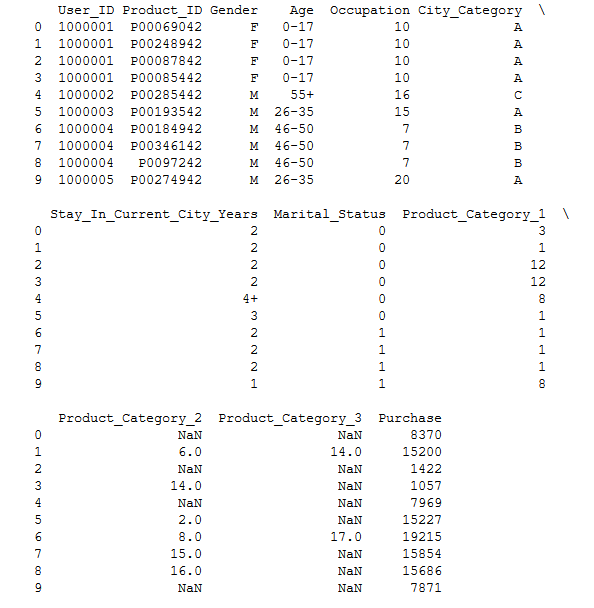 User_ID Product_ID Gender    Age  Occupation City_Category  \
0  1000001  P00069042      F   0-17          10             A
1  1000001  P00248942      F   0-17          10             A
2  1000001  P00087842      F   0-17          10             A
3  1000001  P00085442      F   0-17          10             A
4  1000002  P00285442      M    55+          16             C
5  1000003  P00193542      M  26-35          15             A
6  1000004  P00184942      M  46-50           7             B
7  1000004  P00346142      M  46-50           7             B
8  1000004   P0097242      M  46-50           7             B
9  1000005  P00274942      M  26-35          20             A
  Stay_In_Current_City_Years  Marital_Status  Product_Category_1  \
0                          2               0                   3
1                          2               0                   1
2                          2               0                  12
3                          2               0                  12
4                         4+               0                   8
5                          3               0                   1
6                          2               1                   1
7                          2               1                   1
8                          2               1                   1
9                          1               1                   8
   Product_Category_2  Product_Category_3  Purchase
0                 NaN                 NaN      8370
1                 6.0                14.0     15200
2                 NaN                 NaN      1422
3                14.0                 NaN      1057
4                 NaN                 NaN      7969
5                 2.0                 NaN     15227
6                 8.0                17.0     19215
7                15.0                 NaN     15854
8                16.0                 NaN     15686
9                 NaN                 NaN      7871